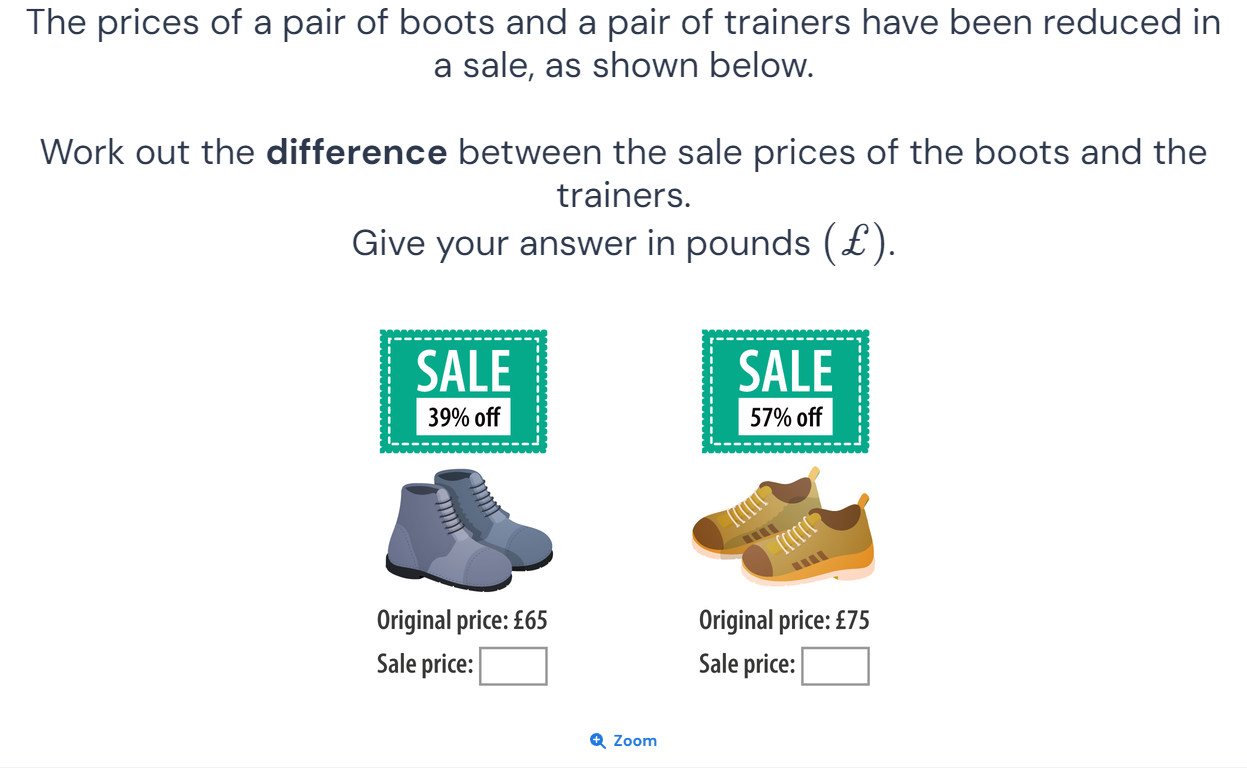 The prices of a pair of boots and a pair of trainers have been reduced in
a sale, as shown below.
Work out the difference between the sale prices of the boots and the
trainers.
Give your answer in pounds (£).
SALE
39% off
SALE
57% off
Original price: £65
Sale price:
Original price: £75
Sale price:
Zoom